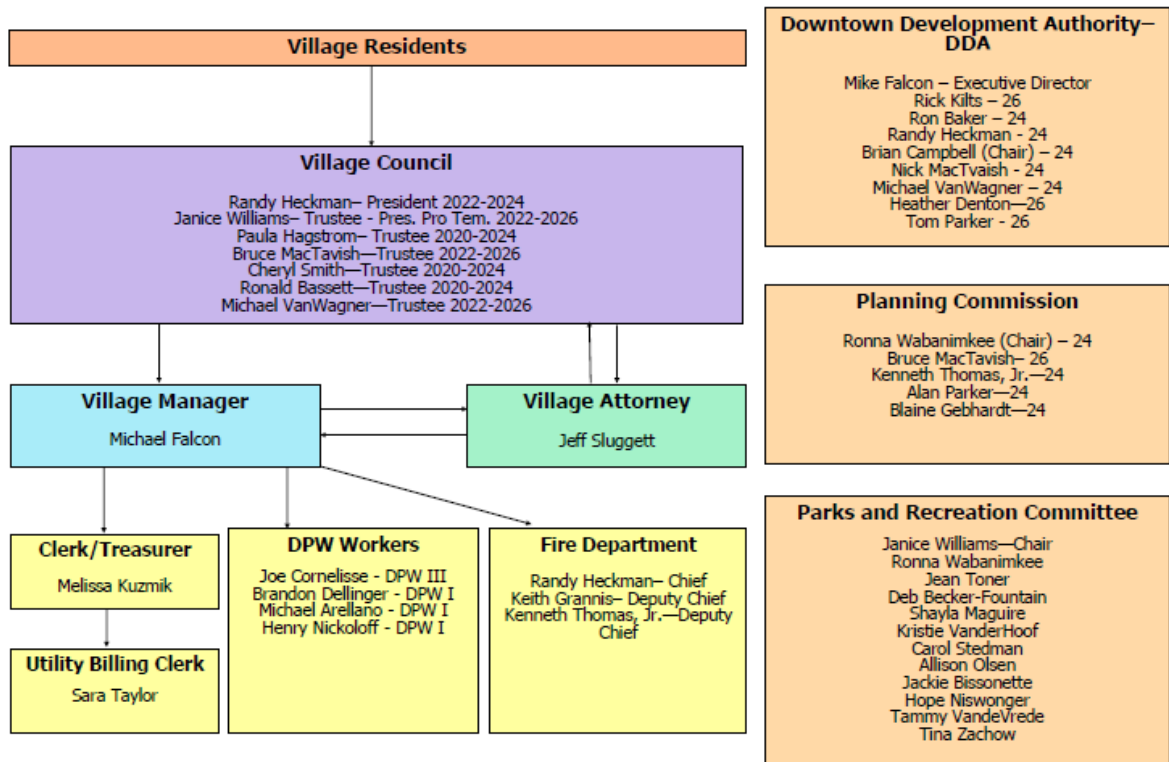 Village Residents
Village Council
Randy Heckman– President 2022-2024
Janice Williams– Trustee - Pres. Pro Tem. 2022-2026
Paula Hagstrom– Trustee 2020-2024
Bruce MacTavish—Trustee 2022-2026
Cheryl Smith—Trustee 2020-2024
Ronald Bassett—Trustee 2020-2024
Michael VanWagner—Trustee 2022-2026
Village Manager
Michael Falcon
Village Attorney
Jeff Sluggett
Clerk/Treasurer
Melissa Kuzmik
Utility Billing Clerk
Sara Taylor
DPW Workers
Joe Cornelisse - DPW III
Brandon Dellinger - DPW I
Michael Arellano - DPW I
Henry Nickoloff - DPW I
Fire Department
Randy Heckman– Chief
Keith Grannis– Deputy Chief
Kenneth Thomas, Jr.—Deputy
Chief
Downtown Development Authority—
DDA
Mike Falcon – Executive Director
Rick Kilts – 26
Ron Baker – 24
Randy Heckman - 24
Brian Campbell (Chair) – 24
Nick MacTvaish - 24
Michael VanWagner – 24
Heather Denton—26
Tom Parker - 26
Planning Commission
Ronna Wabanimkee (Chair) – 24
Bruce MacTavish– 26
Kenneth Thomas, Jr.—24
Alan Parker—24
Blaine Gebhardt—24
Parks and Recreation Committee
Janice Williams—Chair
Ronna Wabanimkee
Jean Toner
Deb Becker-Fountain
Shayla Maguire
Kristie VanderHoof
Carol Stedman
Allison Olsen
Jackie Bissonette
Hope Niswonger
Tammy VandeVrede
Tina Zachow